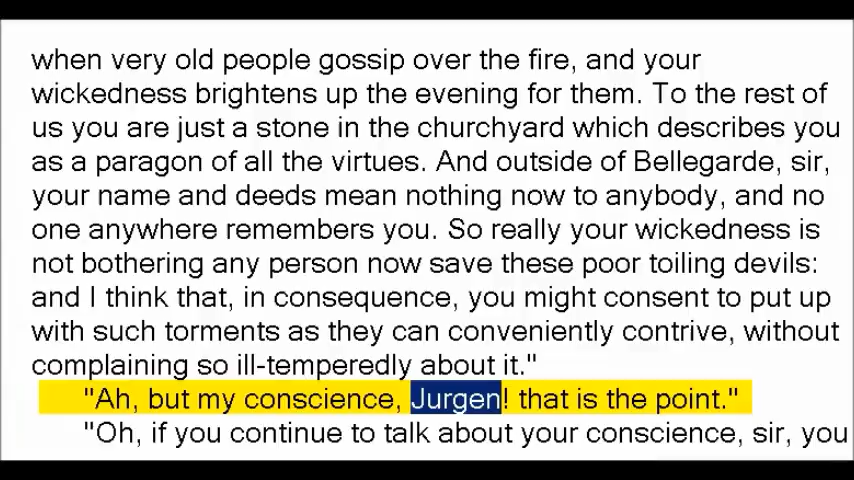 when very old people gossip over the fire, and your
wickedness brightens up the evening for them. To the rest of
us you are just a stone in the churchyard which describes you
as a paragon of all the virtues. And outside of Bellegarde, sir,
your name and deeds mean nothing now to anybody, and no
one anywhere remembers you. So really your wickedness is
not bothering any person now save these poor toiling devils:
and I think that, in consequence, you might consent to put up
with such torments as they can conveniently contrive, without
complaining so ill-temperedly about it."
"Ah, but my conscience, Jurgen! that is the point."
"Oh, if you continue to talk about your conscience, sir, you